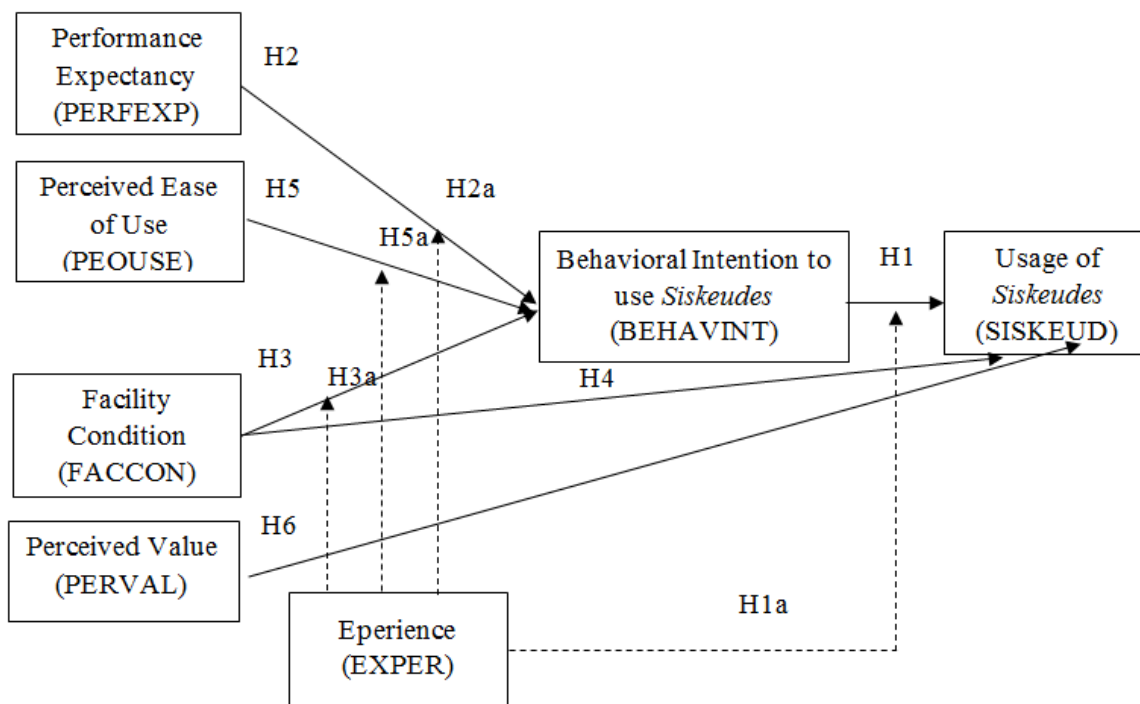 Performance
Expectancy
(PERFEXP)
H2
Perceived Ease
of Use
(PEOUSE)
H5
H2a
H5a
Behavioral Intention to
use Siskeudes
(BEHAVINT)
H1
Usage of
Siskeudes
(SISKEUD)
Facility
Condition
(FACCON)
H3
H3a
H4
Perceived Value
(PERVAL)
H6
Eperience
(EXPER)
H1a